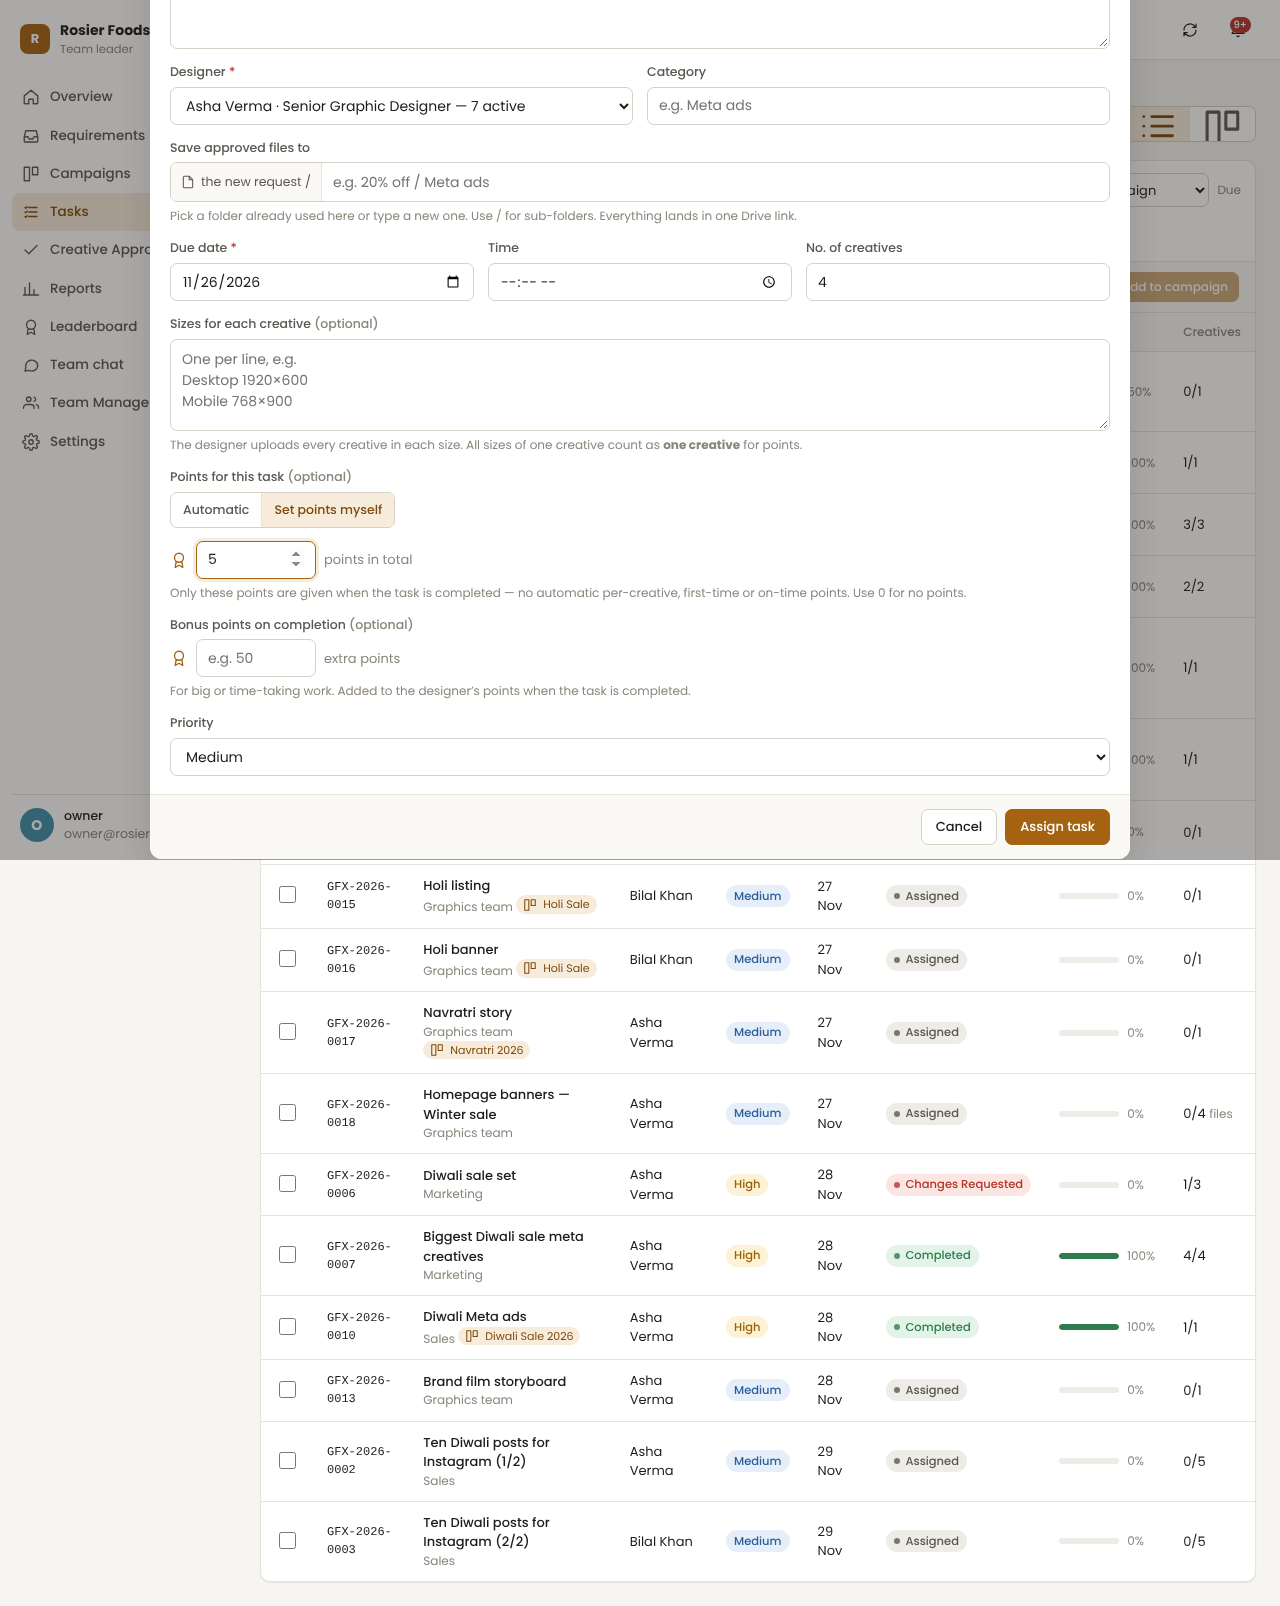 R
Rosier Foods
Team leader
9+
Overview
Requirements
Campaigns
Tasks
Creative Appro
Reports
Leaderboard
Team chat
Team Manage
Settings
owner
owner@rosier
O
aign
Due
dd to campaign
Creatives
50%
0/1
00%
1/1
00%
3/3
00%
2/2
00%
1/1
00%
1/1
0%
0/1
Designer *
Category
Asha Verma · Senior Graphic Designer — 7 active
e.g. Meta ads
Save approved files to
the new request /
e.g. 20% off / Meta ads
Pick a folder already used here or type a new one. Use / for sub-folders. Everything lands in one Drive link.
Due date *
Time
No. of creatives
11/26/2026
--:-- --
4
Sizes for each creative (optional)
One per line, e.g.
Desktop 1920×600
Mobile 768×900
The designer uploads every creative in each size. All sizes of one creative count as one creative for points.
Points for this task (optional)
Automatic
Set points myself
5
points in total
Only these points are given when the task is completed — no automatic per-creative, first-time or on-time points. Use 0 for no points.
Bonus points on completion (optional)
e.g. 50
extra points
For big or time-taking work. Added to the designer's points when the task is completed.
Priority
Medium
Cancel
Assign task
GFX-2026-
0015
Holi listing
Graphics team
Holi Sale
Bilal Khan
Medium
27
Nov
Assigned
0%
0/1
GFX-2026-
0016
Holi banner
Graphics team
Holi Sale
Bilal Khan
Medium
27
Nov
Assigned
0%
0/1
GFX-2026-
0017
Navratri story
Graphics team
Navratri 2026
Asha
Verma
Medium
27
Nov
Assigned
0%
0/1
GFX-2026-
0018
Homepage banners —
Winter sale
Graphics team
Asha
Verma
Medium
27
Nov
Assigned
0%
0/4 files
GFX-2026-
0006
Diwali sale set
Marketing
Asha
Verma
High
28
Nov
Changes Requested
0%
1/3
GFX-2026-
0007
Biggest Diwali sale meta
creatives
Marketing
Asha
Verma
High
28
Nov
Completed
100%
4/4
GFX-2026-
0010
Diwali Meta ads
Sales
Diwali Sale 2026
Asha
Verma
High
28
Nov
Completed
100%
1/1
GFX-2026-
0013
Brand film storyboard
Graphics team
Asha
Verma
Medium
28
Nov
Assigned
0%
0/1
GFX-2026-
0002
Ten Diwali posts for
Instagram (1/2)
Sales
Asha
Verma
Medium
29
Nov
Assigned
0%
0/5
GFX-2026-
0003
Ten Diwali posts for
Instagram (2/2)
Sales
Bilal Khan
Medium
29
Nov
Assigned
0%
0/5